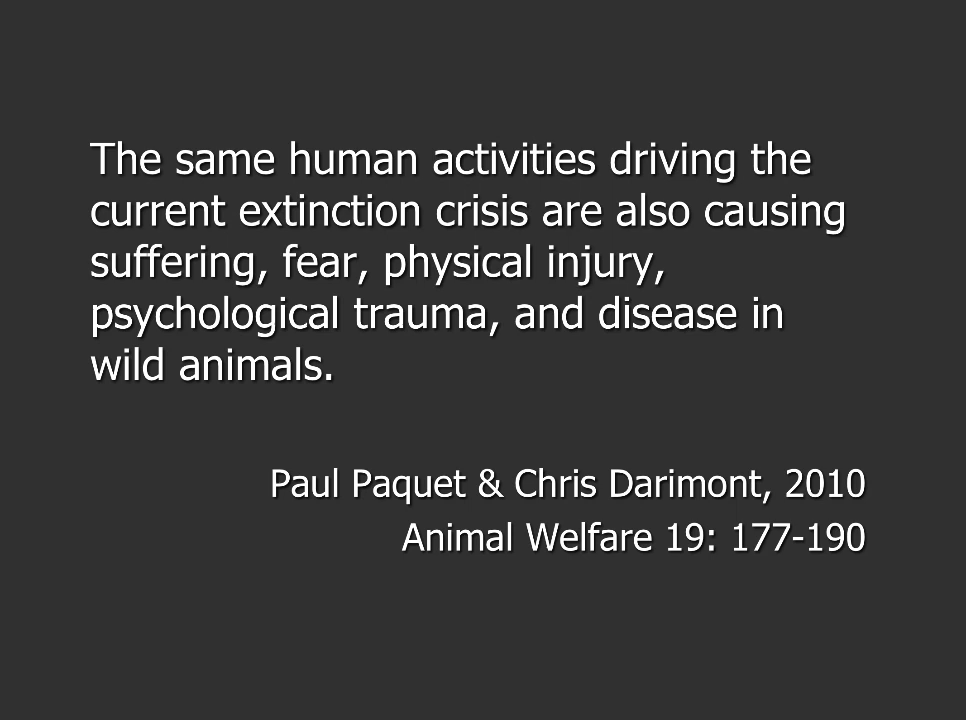 The same human activities driving the
current extinction crisis are also causing
suffering, fear, physical injury,
psychological trauma, and disease in
wild animals.
Paul Paquet & Chris Darimont, 2010
Animal Welfare 19: 177-190